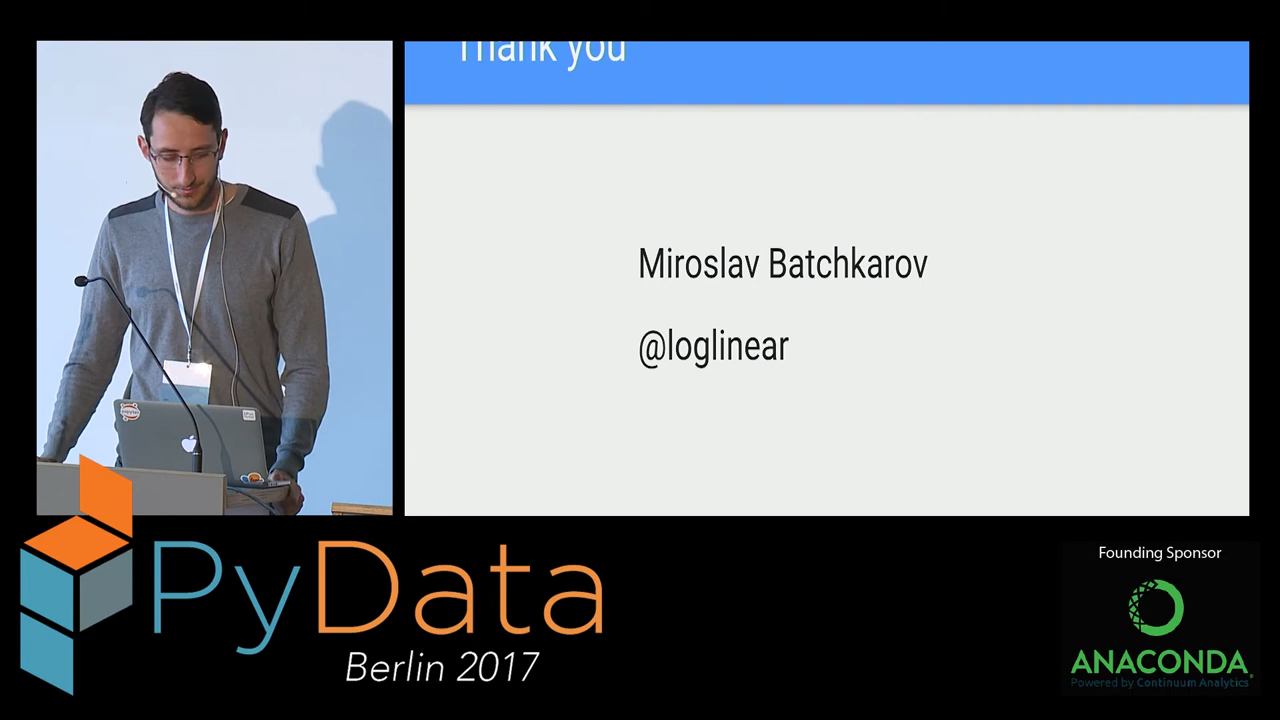 Thank you
Miroslav Batchkarov
@loglinear
PyData
Berlin 2017
Founding Sponsor
ANACONDA
Powered by Continuum Analytics